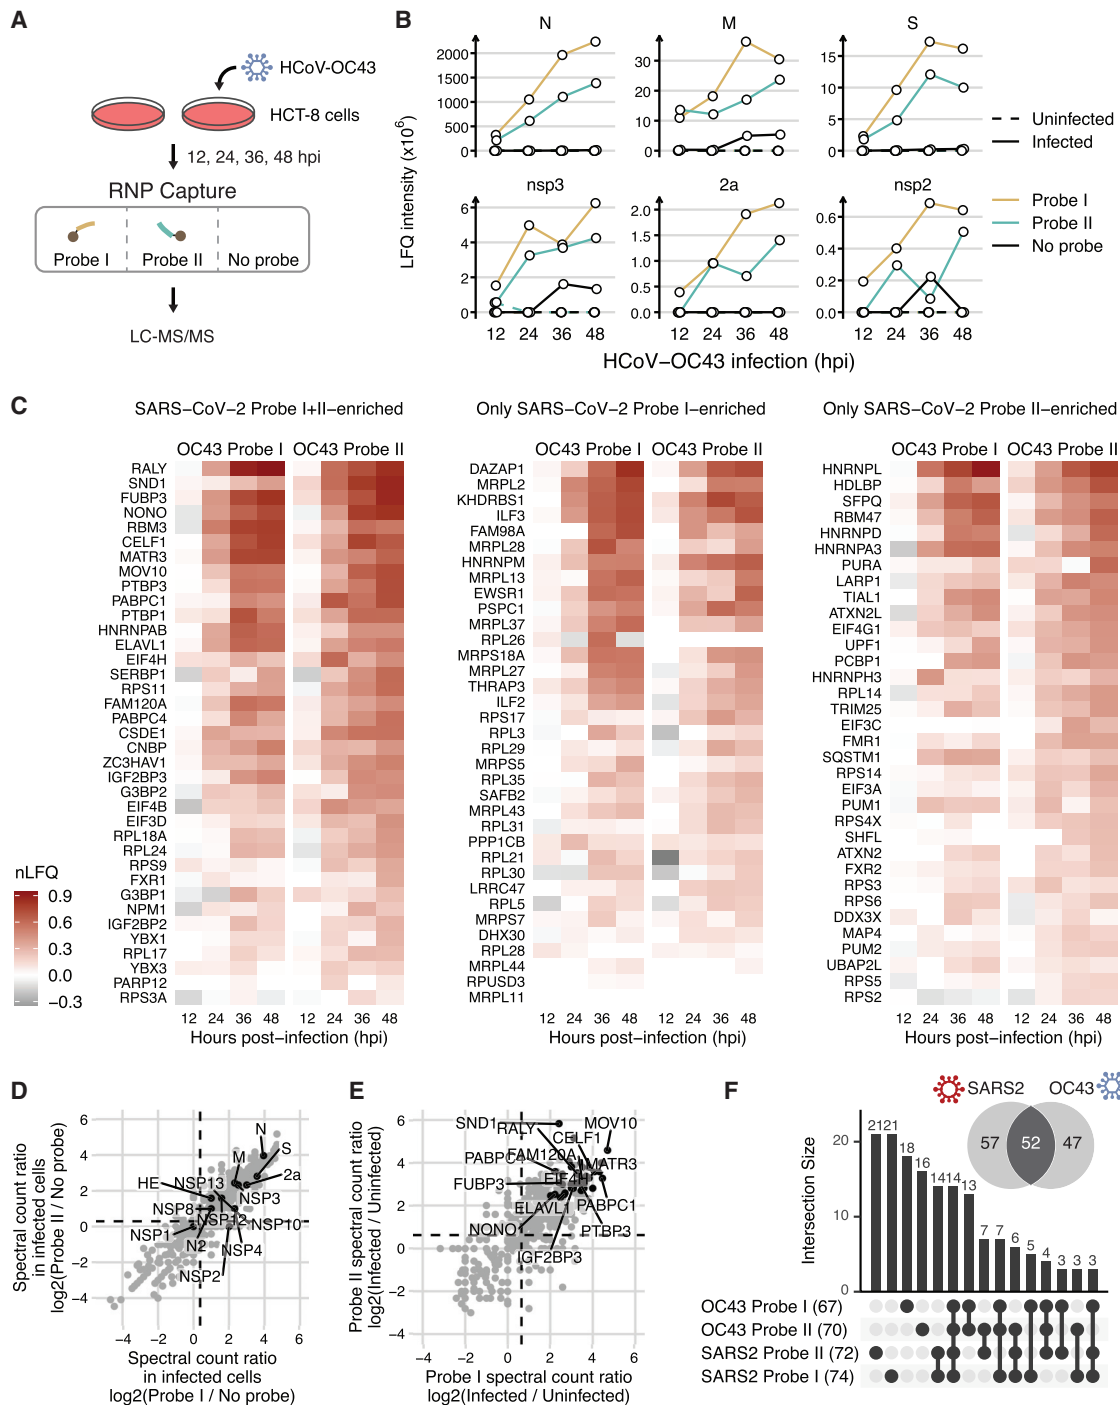 A
HCoV-OC43
HCT-8 cells
12, 24, 36, 48 hpi
RNP Capture
Probe I
Probe II
No probe
LC-MS/MS
B
N
M
S
2000
1500
1000
500
0
30
20
10
0
15
10
5
0
nsp3
2a
nsp2
6
4
2
0
2.0
1.5
1.0
0.5
0.0
0.6
0.4
0.2
0.0
LFQ intensity (x10⁶)
12 24 36 48
12 24 36 48
12 24 36 48
HCoV−OC43 infection (hpi)
Uninfected
Infected
Probe I
Probe II
No probe
C
SARS−CoV−2 Probe I+II−enriched
OC43 Probe I OC43 Probe II
RALY
SND1
FUBP3
NONO
RBM3
CELF1
MATR3
MOV10
PTBP3
PABPC1
PTBP1
HNRNPAB
ELAVL1
EIF4H
SERBP1
RPS11
FAM120A
PABPC4
CSDE1
CNBP
ZC3HAV1
IGF2BP3
G3BP2
EIF4B
EIF3D
RPL18A
RPL24
RPS9
FXR1
G3BP1
NPM1
IGF2BP2
YBX1
RPL17
YBX3
PARP12
RPS3A
12 24 36 48 12 24 36 48
Hours post−infection (hpi)
nLFQ
0.9
0.6
0.3
0.0
−0.3
Only SARS−CoV−2 Probe I−enriched
OC43 Probe I OC43 Probe II
DAZAP1
MRPL2
KHDRBS1
ILF3
FAM98A
MRPL28
HNRNPM
MRPL13
EWSR1
PSPC1
MRPL37
RPL26
MRPS18A
MRPL27
THRAP3
ILF2
RPS17
RPL3
RPL29
MRPS5
RPL35
SAFB2
MRPL43
RPL31
PPP1CB
RPL21
RPL30
LRRC47
RPL5
MRPS7
DHX30
RPL28
MRPL44
RPUSD3
MRPL11
12 24 36 48 12 24 36 48
Hours post−infection (hpi)
Only SARS−CoV−2 Probe II−enriched
OC43 Probe I OC43 Probe II
HNRNPL
HDLBP
SFPQ
RBM47
HNRNPD
HNRNPA3
PURA
LARP1
TIAL1
ATXN2L
EIF4G1
UPF1
PCBP1
HNRNPH3
RPL14
TRIM25
EIF3C
FMR1
SQSTM1
RPS14
EIF3A
PUM1
RPS4X
SHFL
ATXN2
FXR2
RPS3
RPS6
DDX3X
MAP4
PUM2
UBAP2L
RPS5
RPS2
12 24 36 48 12 24 36 48
Hours post−infection (hpi)
D
Spectral count ratio
in infected cells
log2(Probe II / No probe)
6
4
2
0
−2
−4
N
S
M
2a
HE
NSP13
NSP3
NSP8
NSP12
NSP10
NSP1
N2
NSP4
NSP2
−4 −2 0 2 4 6
Spectral count ratio
in infected cells
log2(Probe I / No probe)
E
Probe II spectral count ratio
log2(Infected / Uninfected)
6
4
2
0
−2
−4
SND1
MOV10
RALY
CELF1
PABPC4
FAM120A
MATR3
FUBP3
EIF4H
ELAVL1
PABPC1
NONO
PTBP3
IGF2BP3
−4 −2 0 2 4 6
Probe I spectral count ratio
log2(Infected / Uninfected)
F
SARS2 OC43
57 52 47
Intersection Size
20
10
0
21 21 18 16 14 14 13 7 7 6 5 4 3 3 3
OC43 Probe I (67)
OC43 Probe II (70)
SARS2 Probe II (72)
SARS2 Probe I (74)